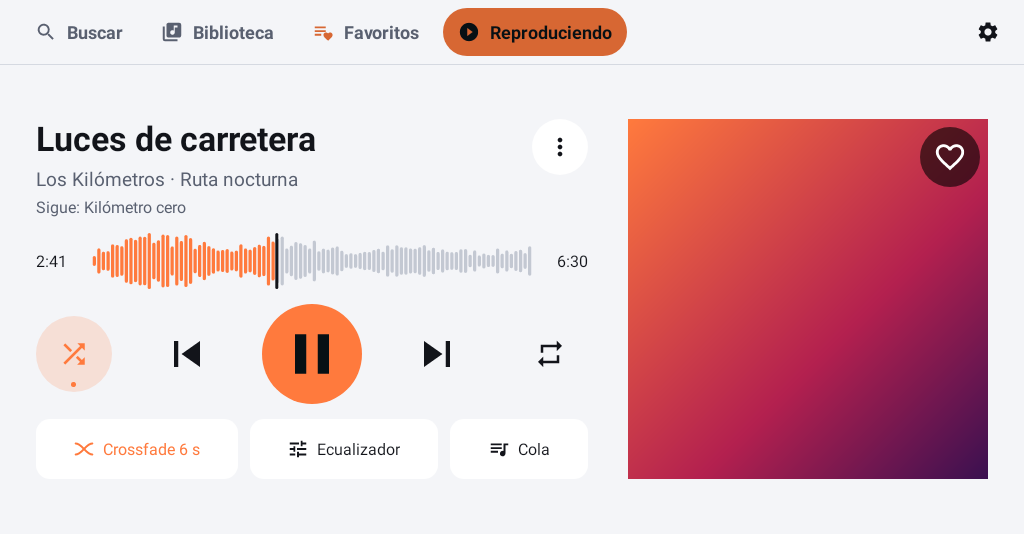 Buscar
Biblioteca
Favoritos
Reproduciendo
Luces de carretera
Los Kilómetros · Ruta nocturna
Sigue: Kilómetro cero
2:41
6:30
Crossfade 6 s
Ecualizador
Cola